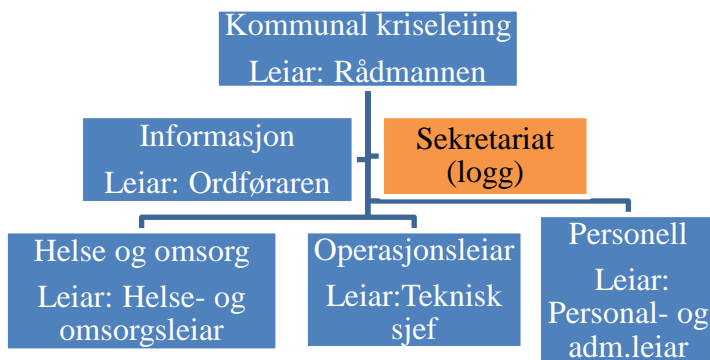 Kommunal kriseleiing
Leiar: Rådmannen
Informasjon
Leiar: Ordføraren
Sekretariat
(logg)
Helse og omsorg
Leiar: Helse- og
omsorgsleiar
Operasjonsleiar
Leiar:Teknisk
sjef
Personell
Leiar:
Personal- og
adm.leiar